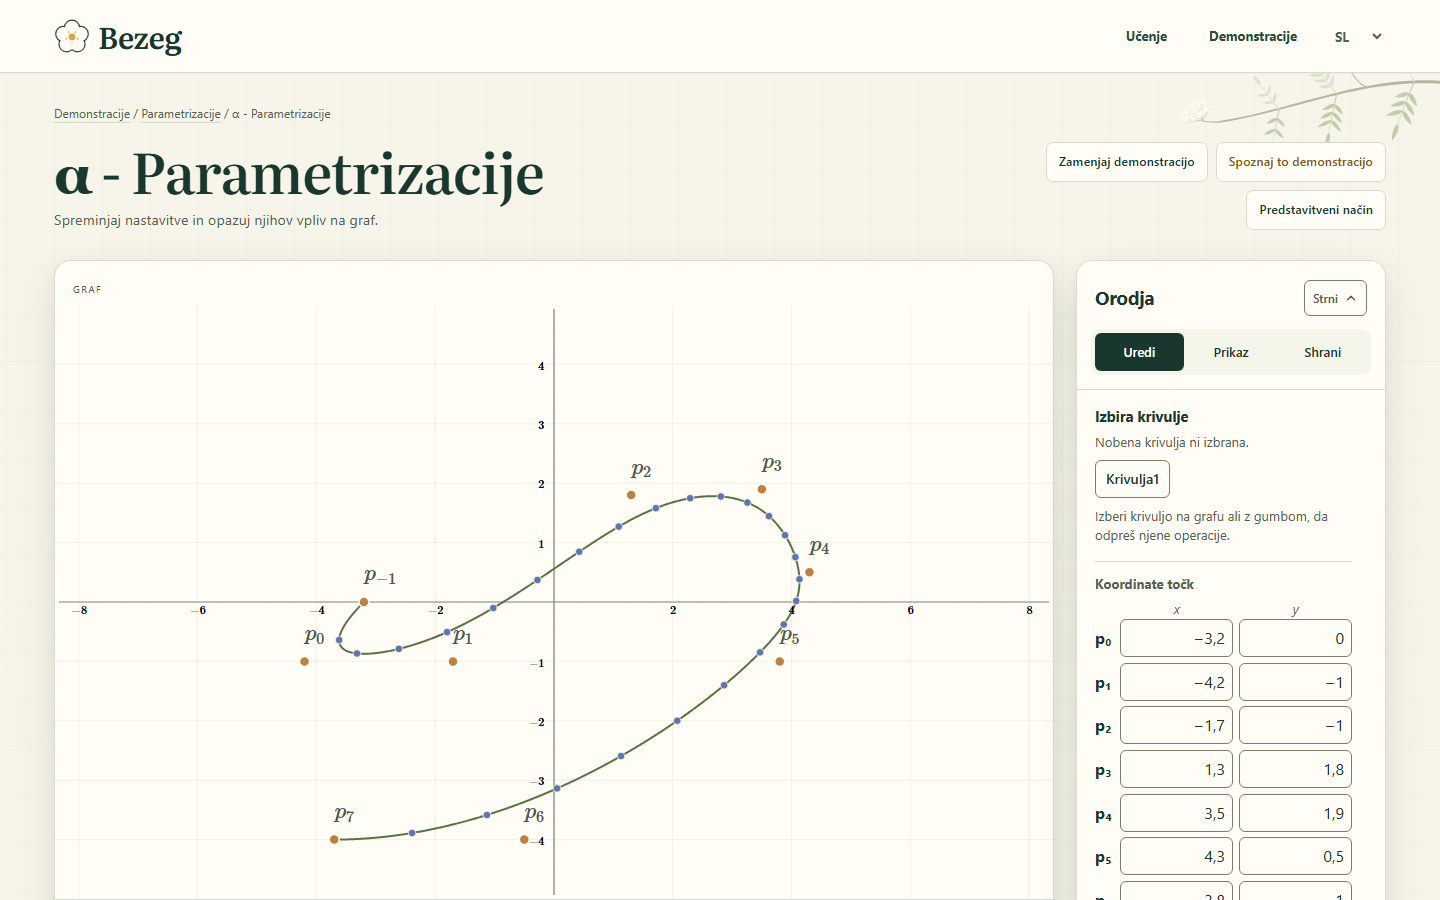 Bezeg
Učenje
Demonstracije
SL
Demonstracije / Parametrizacije / α - Parametrizacije
α - Parametrizacije
Spreminjaj nastavitve in opazuj njihov vpliv na graf.
Zamenjaj demonstracijo
Spoznaj to demonstracijo
Predstavitveni način
GRAF
4
3
2
1
−1
−2
−3
−4
−8
−6
−4
−2
2
4
6
8
p₋₁
p₀
p₁
p₂
p₃
p₄
p₅
p₆
p₇
Orodja
Strni
Uredi
Prikaz
Shrani
Izbira krivulje
Nobena krivulja ni izbrana.
Krivulja1
Izberi krivuljo na grafu ali z gumbom, da
odpreš njene operacije.
Koordinate točk
x y
p₀ −3,2 0
p₁ −4,2 −1
p₂ −1,7 −1
p₃ 1,3 1,8
p₄ 3,5 1,9
p₅ 4,3 0,5